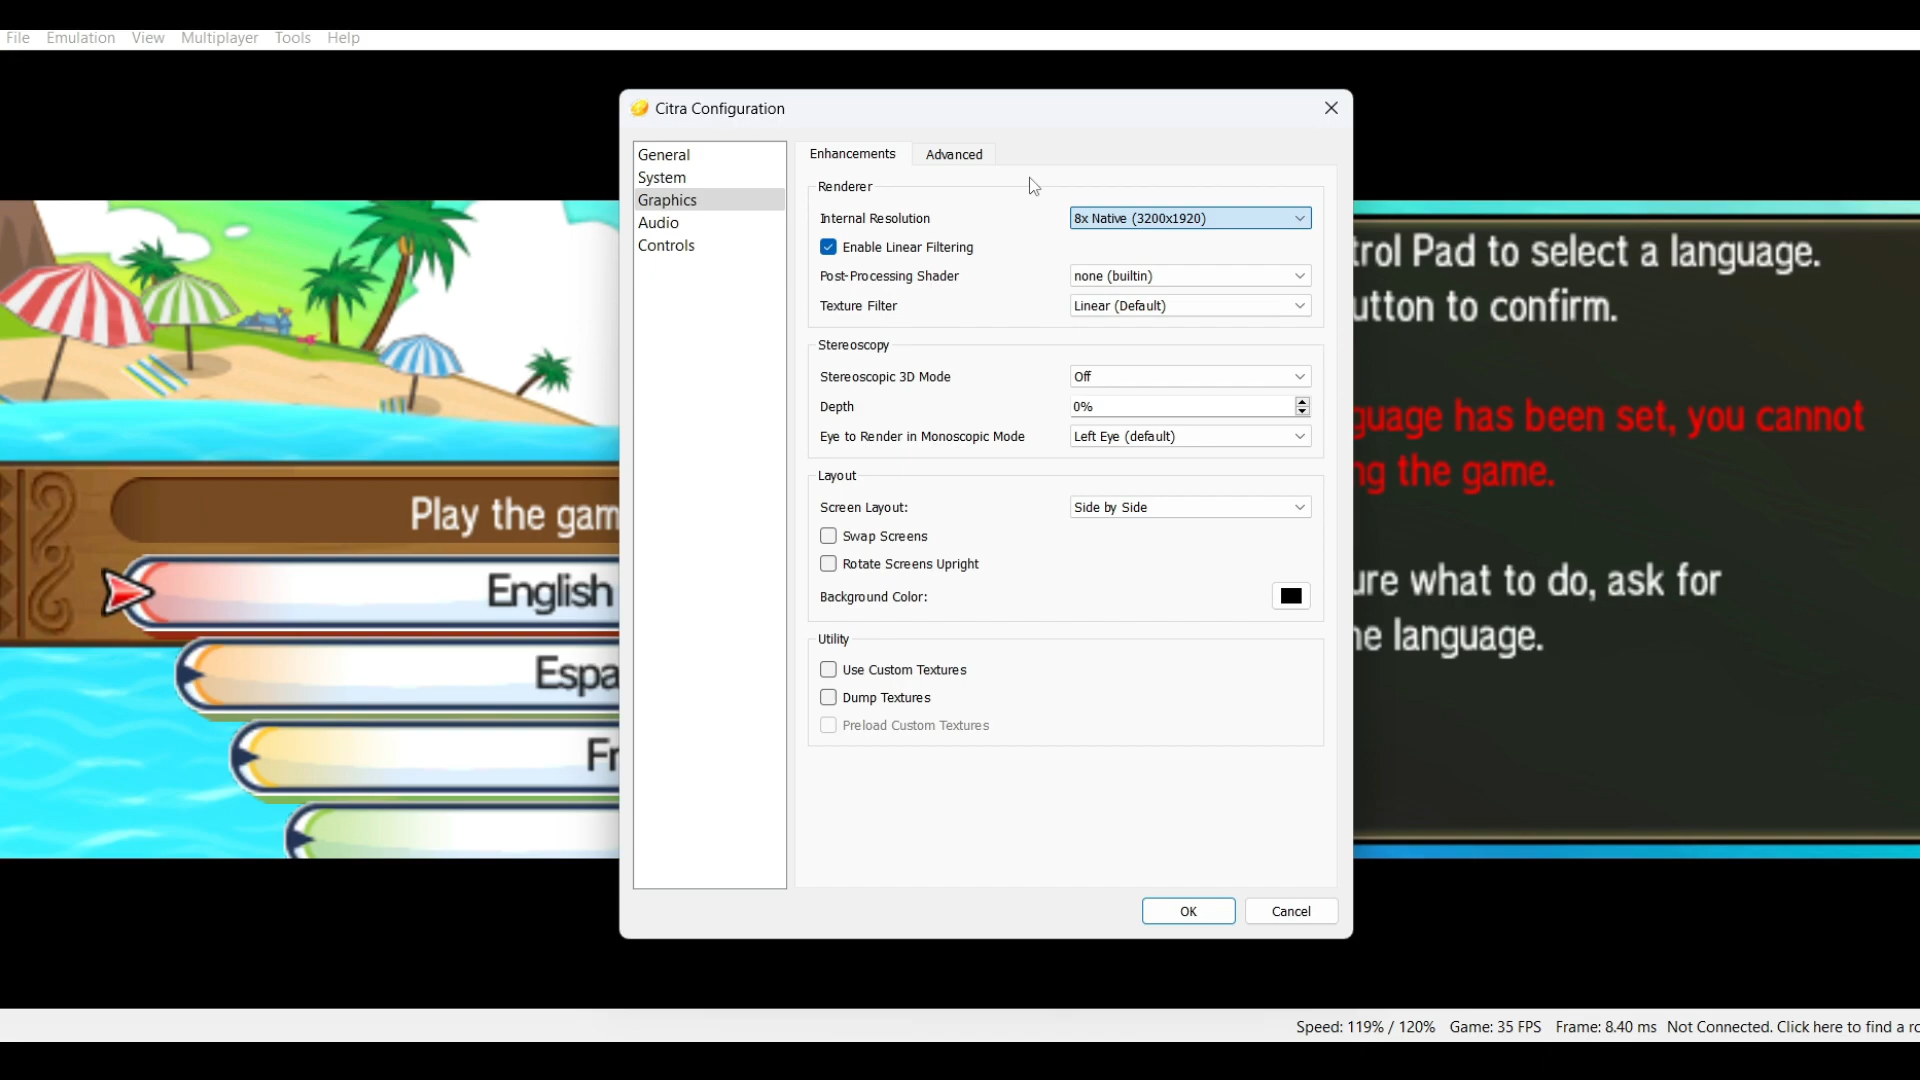 File Emulation View Multiplayer Tools Help
Citra Configuration
General
System
Graphics
Audio
Controls
Enhancements Advanced
Renderer
Internal Resolution 8x Native (3200x1920)
Enable Linear Filtering
Post-Processing Shader none (builtin)
Texture Filter Linear (Default)
Stereoscopy
Stereoscopic 3D Mode Off
Depth 0%
Eye to Render in Monoscopic Mode Left Eye (default)
Layout
Screen Layout: Side by Side
Swap Screens
Rotate Screens Upright
Background Color:
Utility
Use Custom Textures
Dump Textures
Preload Custom Textures
OK Cancel
Play the gam
English
Espa
Fr
trol Pad to select a language.
utton to confirm.
guage has been set, you cannot
ng the game.
ure what to do, ask for
he language.
Speed: 119% / 120% Game: 35 FPS Frame: 8.40 ms Not Connected. Click here to find a ro